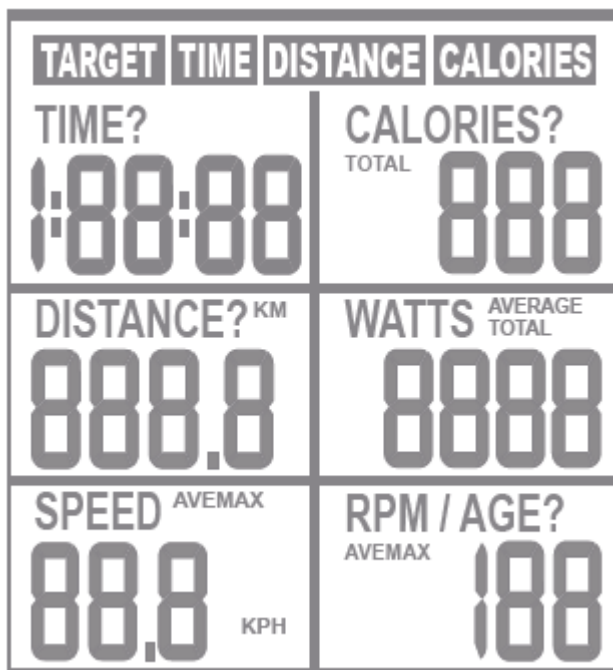 TARGET TIME DISTANCE CALORIES
TIME?
1:88:88
CALORIES?
TOTAL
888
DISTANCE? KM
888.8
WATTS AVERAGE
TOTAL
8888
SPEED AVEMAX
88.8
KPH
RPM / AGE?
AVEMAX
188